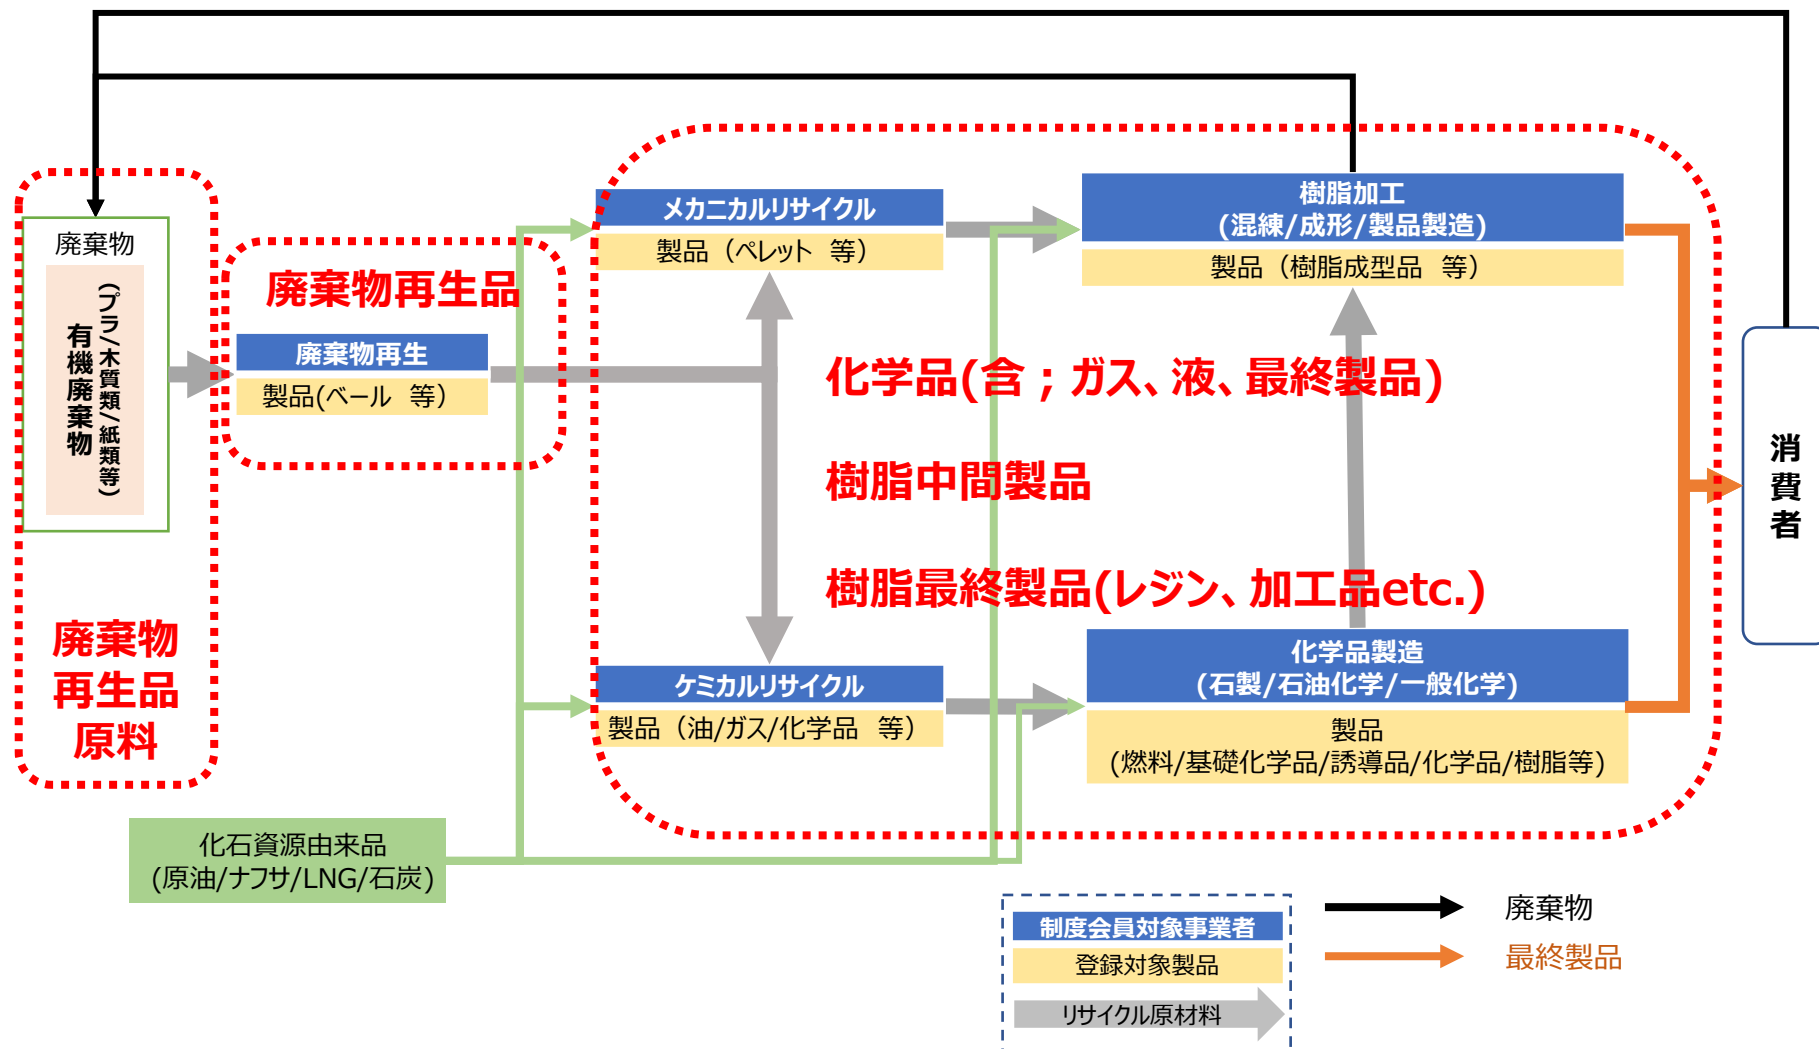 廃棄物
有機廃棄物
(プラ/木質類/紙類等)
廃棄物
再生品
原料
廃棄物再生品
廃棄物再生
製品(ベール 等)
メカニカルリサイクル
製品（ペレット 等）
樹脂加工
(混練/成形/製品製造)
製品（樹脂成型品 等）
化学品(含；ガス、液、最終製品)
樹脂中間製品
樹脂最終製品(レジン、加工品etc.)
ケミカルリサイクル
製品（油/ガス/化学品 等）
化学品製造
(石製/石油化学/一般化学)
製品
(燃料/基礎化学品/誘導品/化学品/樹脂等)
消費者
化石資源由来品
(原油/ナフサ/LNG/石炭)
制度会員対象事業者
登録対象製品
リサイクル原材料
廃棄物
最終製品